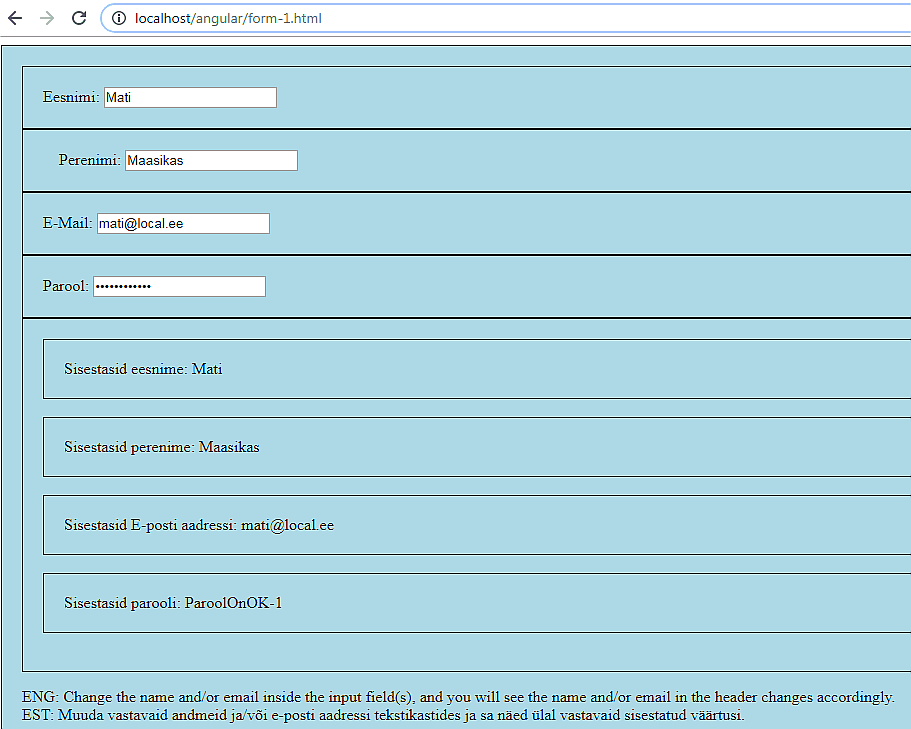 localhost/angular/form-1.html
Eesnimi: Mati
Perenimi: Maasikas
E-Mail: mati@local.ee
Parool: ••••••••••••
Sisestasid eesnime: Mati
Sisestasid perenime: Maasikas
Sisestasid E-posti aadressi: mati@local.ee
Sisestasid parooli: ParoolOnOK-1
ENG: Change the name and/or email inside the input field(s), and you will see the name and/or email in the header changes accordingly.
EST: Muuda vastavaid andmeid ja/või e-posti aadressi tekstikastides ja sa näed ülal vastavaid sisestatud väärtusi.